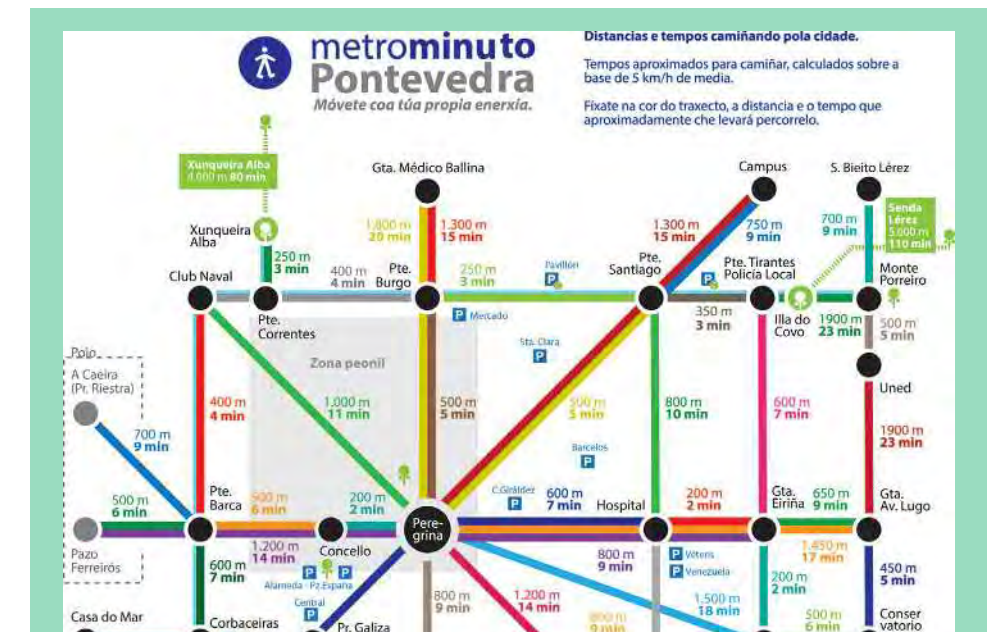 metrominuto
Pontevedra
Móvete coa túa propia enerxía.
Distancias e tempos camiñando pola cidade.
Tempos aproximados para camiñar, calculados sobre a
base de 5 km/h de media.
Fíxate na cor do traxecto, a distancia e o tempo que
aproximadamente che levará percorrelo.
Xunqueira Alba
4.000 m 80 min
Gta. Médico Ballina
Campus
S. Bieito Lérez
Senda
Lérez
5.000 m
110 min
Xunqueira
Alba
250 m
3 min
1.800 m
20 min
1.300 m
15 min
1.300 m
15 min
750 m
9 min
700 m
9 min
Club Naval
400 m
4 min
Pte.
Burgo
250 m
3 min
Pavillón
P
Pte.
Santiago
P
Pte. Tirantes
Policía Local
Monte
Porreiro
Pte.
Correntes
P Mercado
350 m
3 min
Illa do
Covo
1900 m
23 min
500 m
5 min
Zona peonil
Sta. Clara
P
Poio
A Caeira
(Pr. Riestra)
Uned
400 m
4 min
1.000 m
11 min
500 m
5 min
500 m
5 min
800 m
10 min
600 m
7 min
1900 m
23 min
700 m
9 min
Barcelos
P
500 m
6 min
Pte.
Barca
500 m
6 min
200 m
2 min
C.Giráldez
P
600 m
7 min
Hospital
200 m
2 min
Gta.
Eiriña
650 m
9 min
Gta.
Av. Lugo
Pere-
grina
Pazo
Ferreirós
1.200 m
14 min
Concello
800 m
9 min
P Viteris
P Venezuela
1.450 m
17 min
600 m
7 min
P P
Alameda - Pz.España
Central
P
200 m
2 min
450 m
5 min
800 m
9 min
1.200 m
14 min
1.500 m
18 min
800 m
9 min
500 m
6 min
Casa do Mar
Corbaceiras
Pr. Galiza
Conser
vatorio